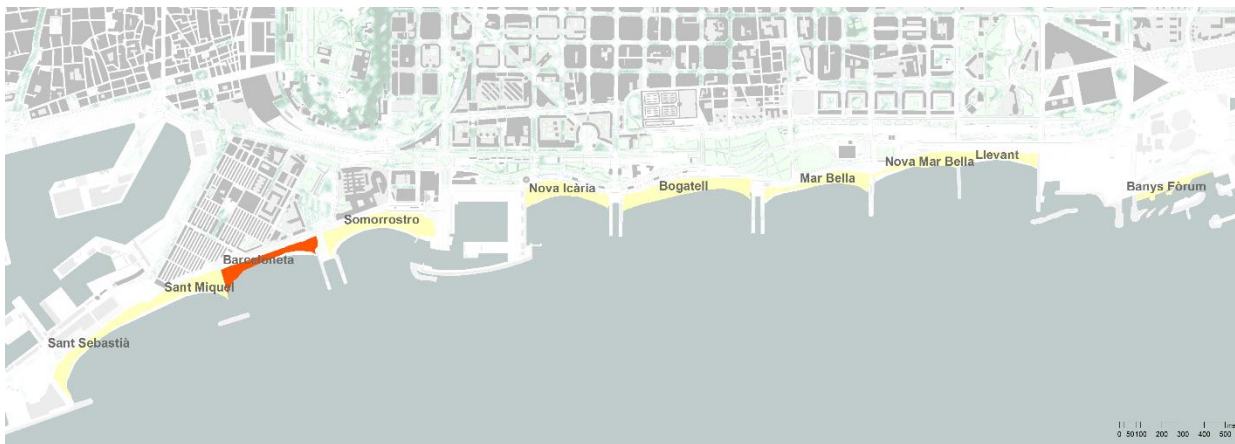 Nova Mar Bella
Llevant
Mar Bella
Banys Fòrum
Nova Icària
Bogatell
Somorrostro
Barceloneta
Sant Miquel
Sant Sebastià
0 50 100 200 300 400 500